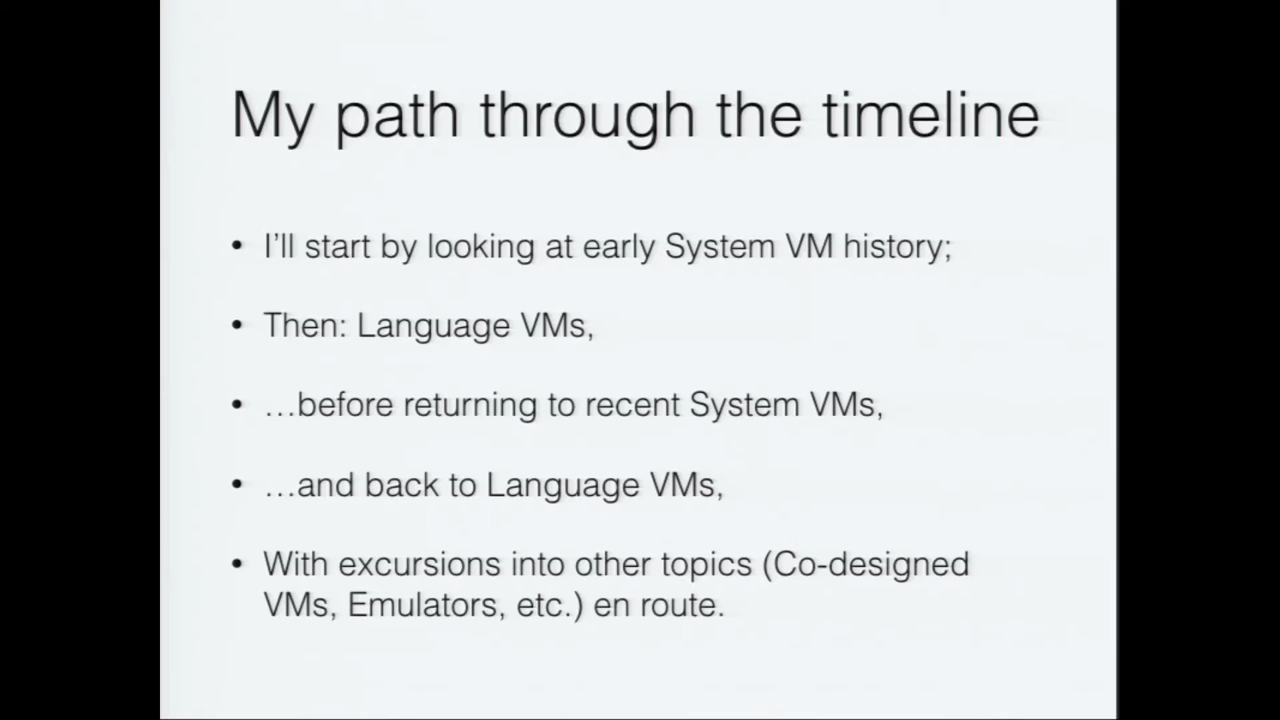 My path through the timeline
• I'll start by looking at early System VM history;
• Then: Language VMs,
• …before returning to recent System VMs,
• …and back to Language VMs,
• With excursions into other topics (Co-designed
VMs, Emulators, etc.) en route.